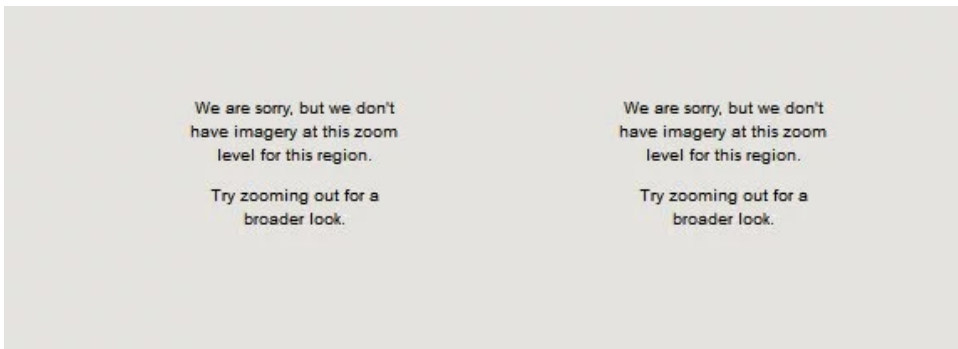 We are sorry, but we don't
have imagery at this zoom
level for this region.
Try zooming out for a
broader look.
We are sorry, but we don't
have imagery at this zoom
level for this region.
Try zooming out for a
broader look.